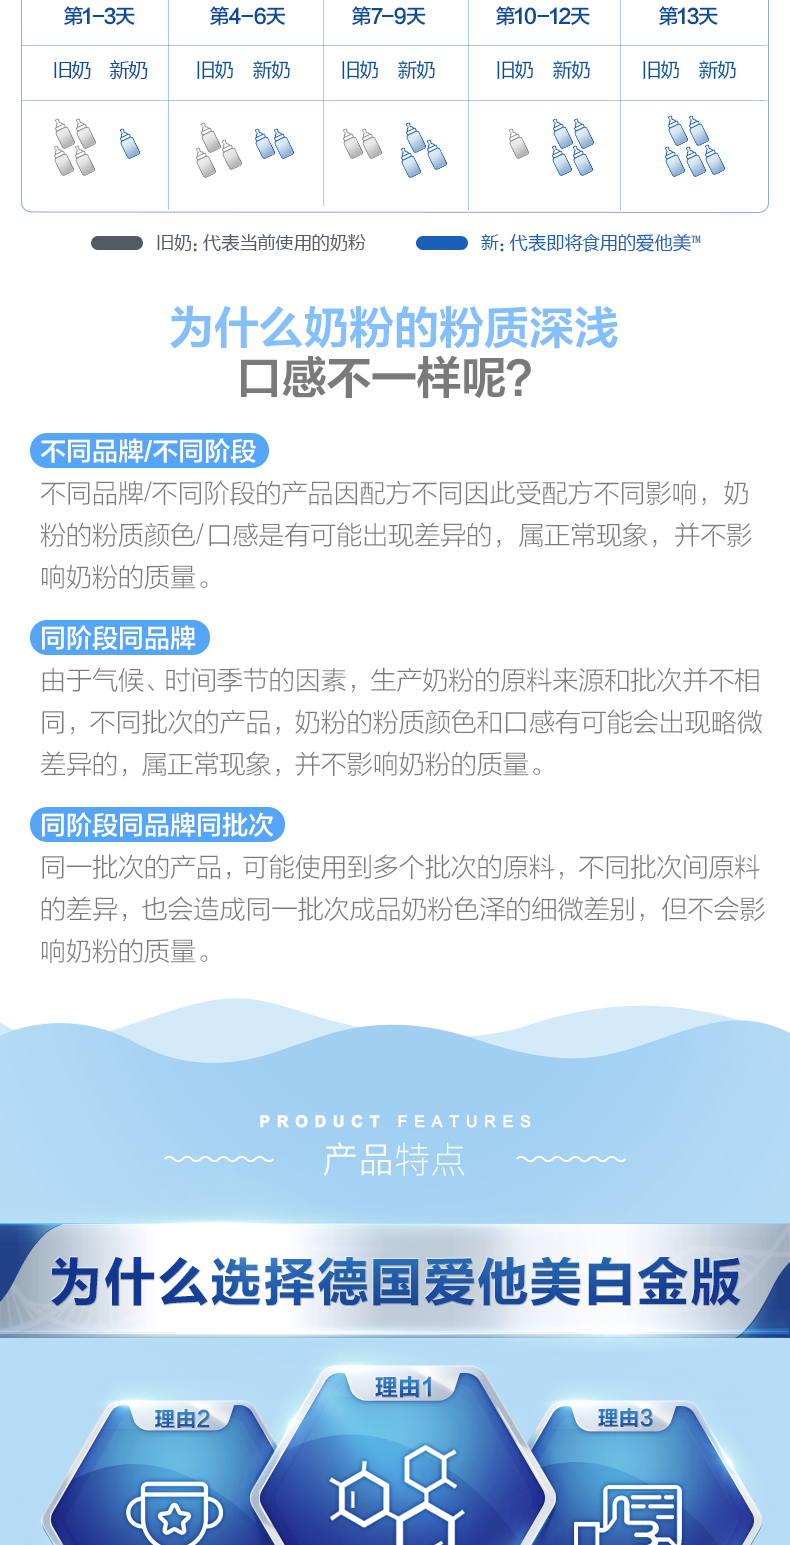 第1-3天 第4-6天 第7-9天 第10-12天 第13天
旧奶 新奶 旧奶 新奶 旧奶 新奶 旧奶 新奶 旧奶 新奶
旧奶: 代表当前使用的奶粉 新: 代表即将食用的爱他美™
为什么奶粉的粉质深浅
口感不一样呢?
不同品牌/不同阶段
不同品牌/不同阶段的产品因配方不同因此受配方不同影响，奶
粉的粉质颜色/口感是有可能出现差异的，属正常现象，并不影
响奶粉的质量。
同阶段同品牌
由于气候、时间季节的因素，生产奶粉的原料来源和批次并不相
同，不同批次的产品，奶粉的粉质颜色和口感有可能会出现略微
差异的，属正常现象，并不影响奶粉的质量。
同阶段同品牌同批次
同一批次的产品，可能使用到多个批次的原料，不同批次间原料
的差异，也会造成同一批次成品奶粉色泽的细微差别，但不会影
响奶粉的质量。
PRODUCT FEATURES
产品特点
为什么选择德国爱他美白金版
理由1
理由2 理由3